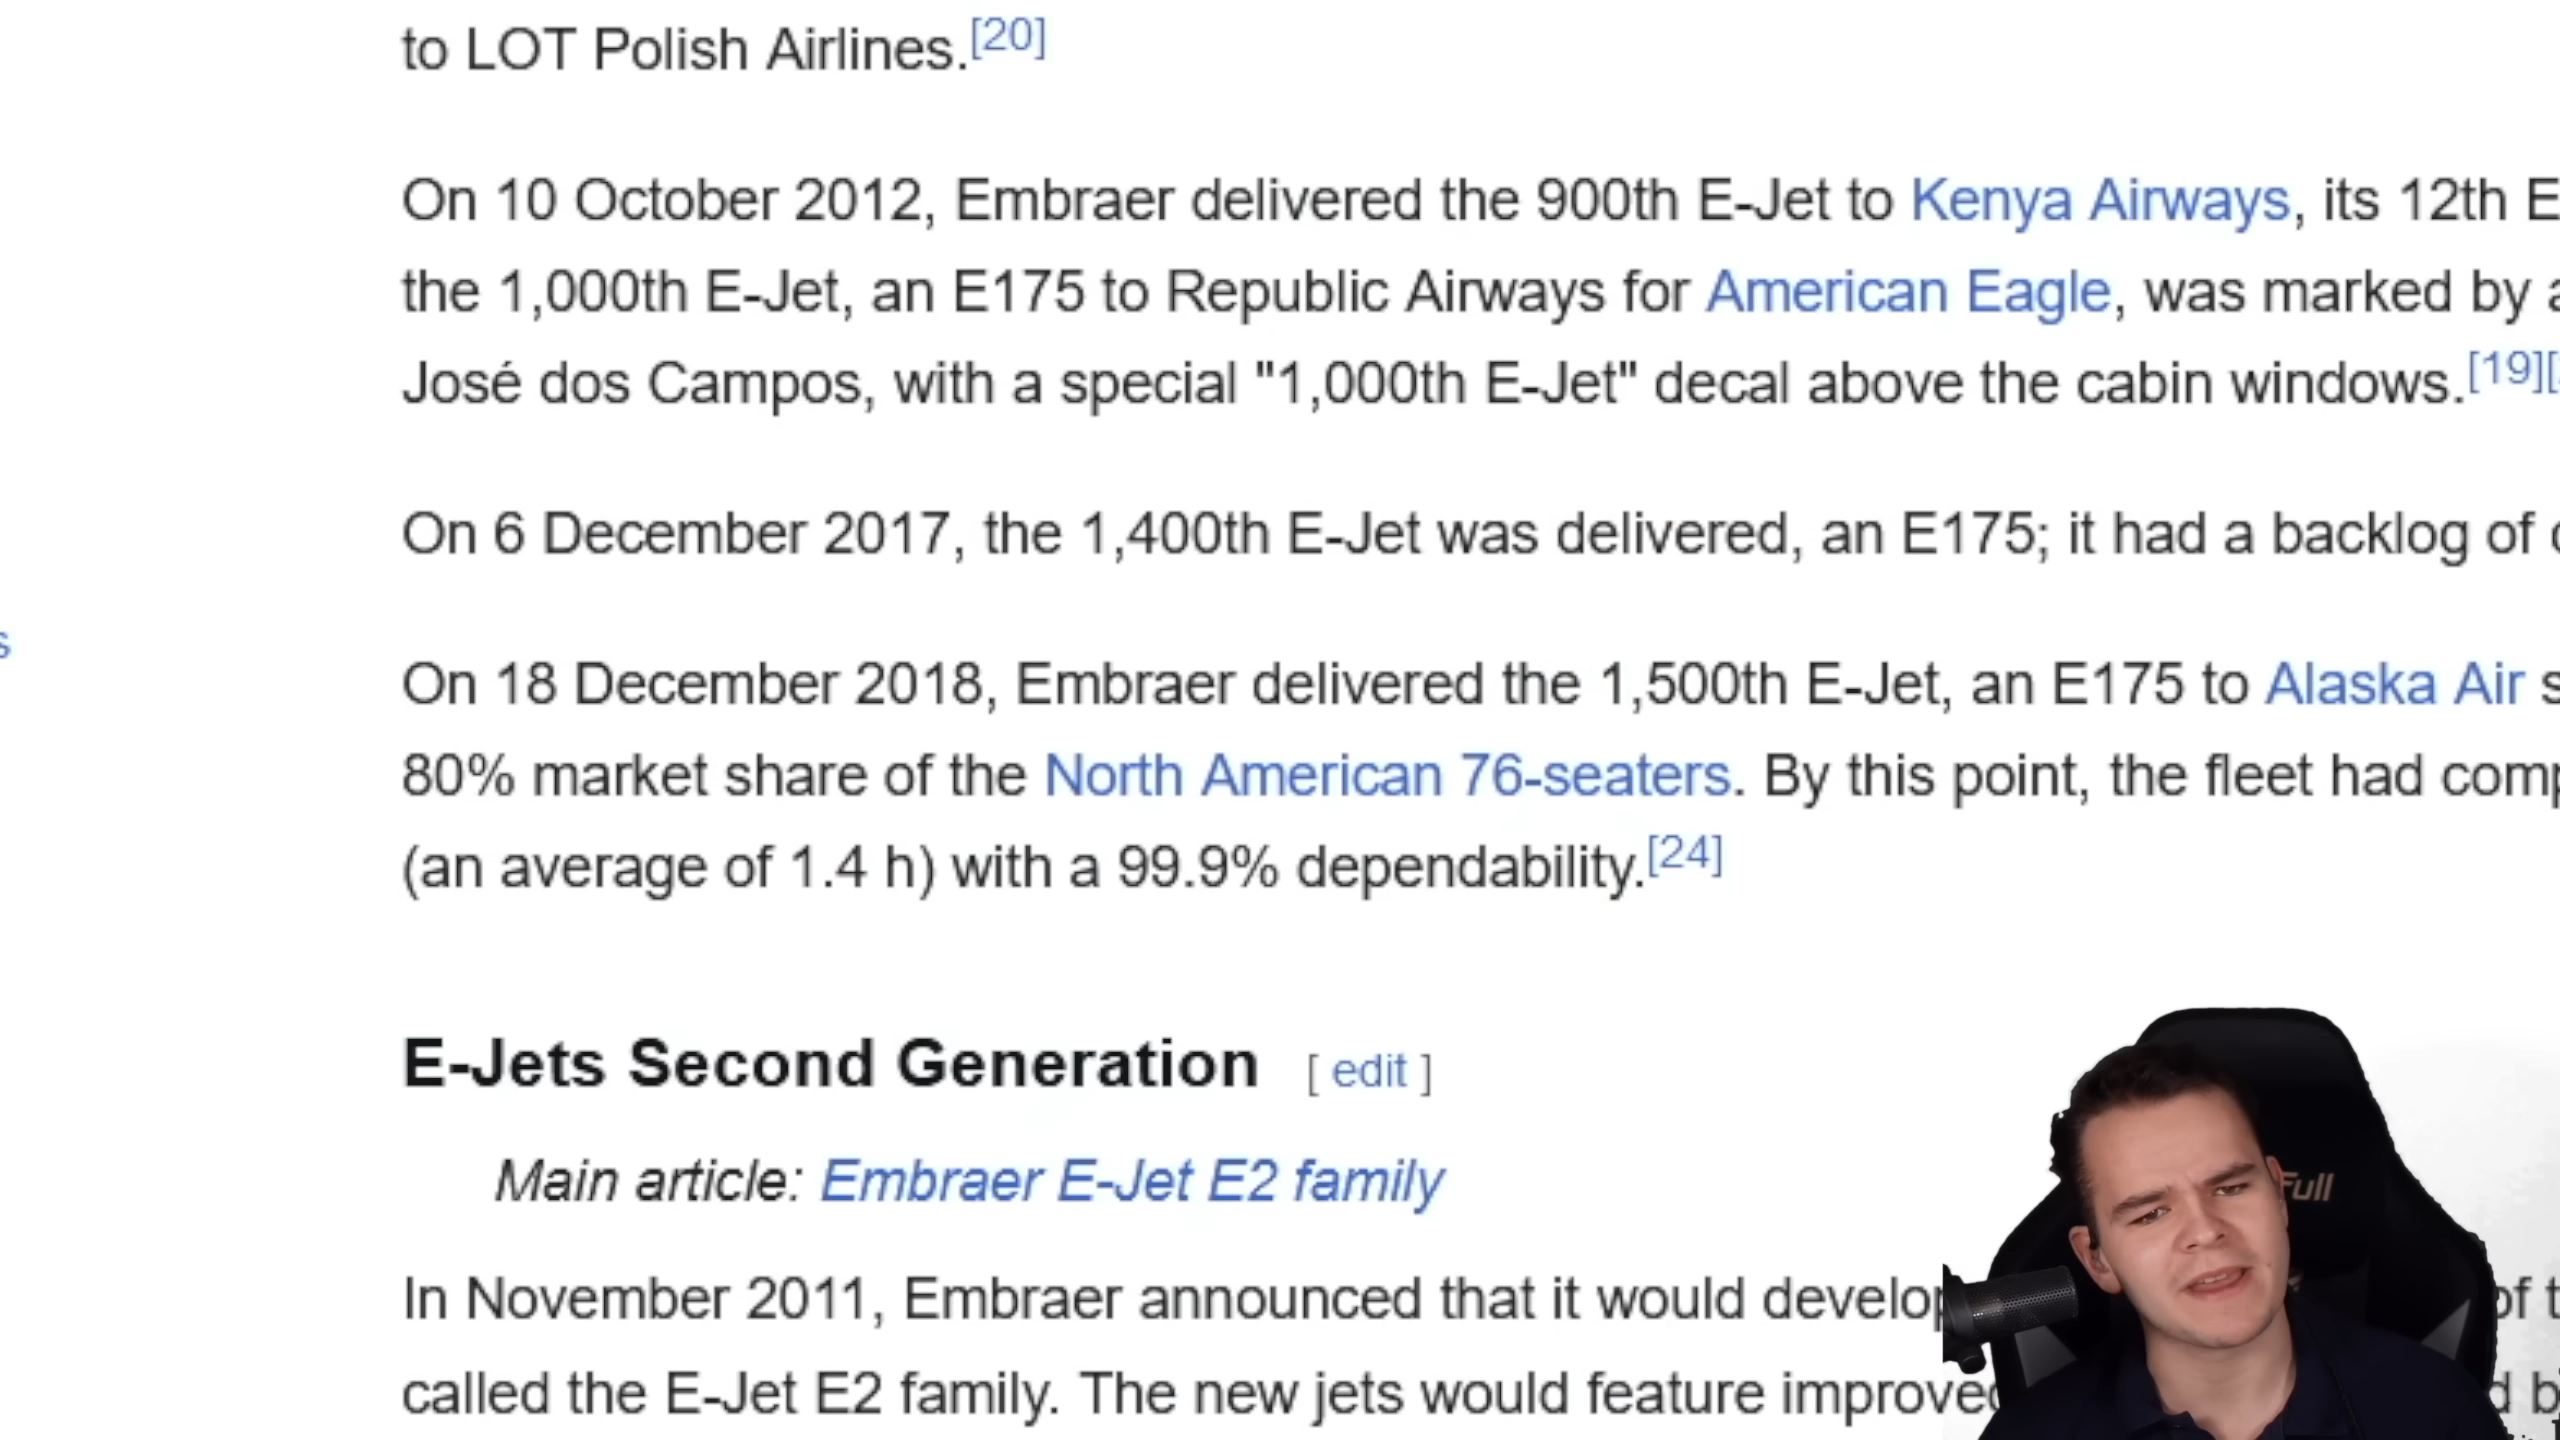 to LOT Polish Airlines.[20]
On 10 October 2012, Embraer delivered the 900th E-Jet to Kenya Airways, its 12th E
the 1,000th E-Jet, an E175 to Republic Airways for American Eagle, was marked by a
José dos Campos, with a special "1,000th E-Jet" decal above the cabin windows.[19][
On 6 December 2017, the 1,400th E-Jet was delivered, an E175; it had a backlog of
s
On 18 December 2018, Embraer delivered the 1,500th E-Jet, an E175 to Alaska Air s
80% market share of the North American 76-seaters. By this point, the fleet had comp
(an average of 1.4 h) with a 99.9% dependability.[24]
E-Jets Second Generation [ edit ]
Main article: Embraer E-Jet E2 family
Full
In November 2011, Embraer announced that it would develop of t
called the E-Jet E2 family. The new jets would feature improved b